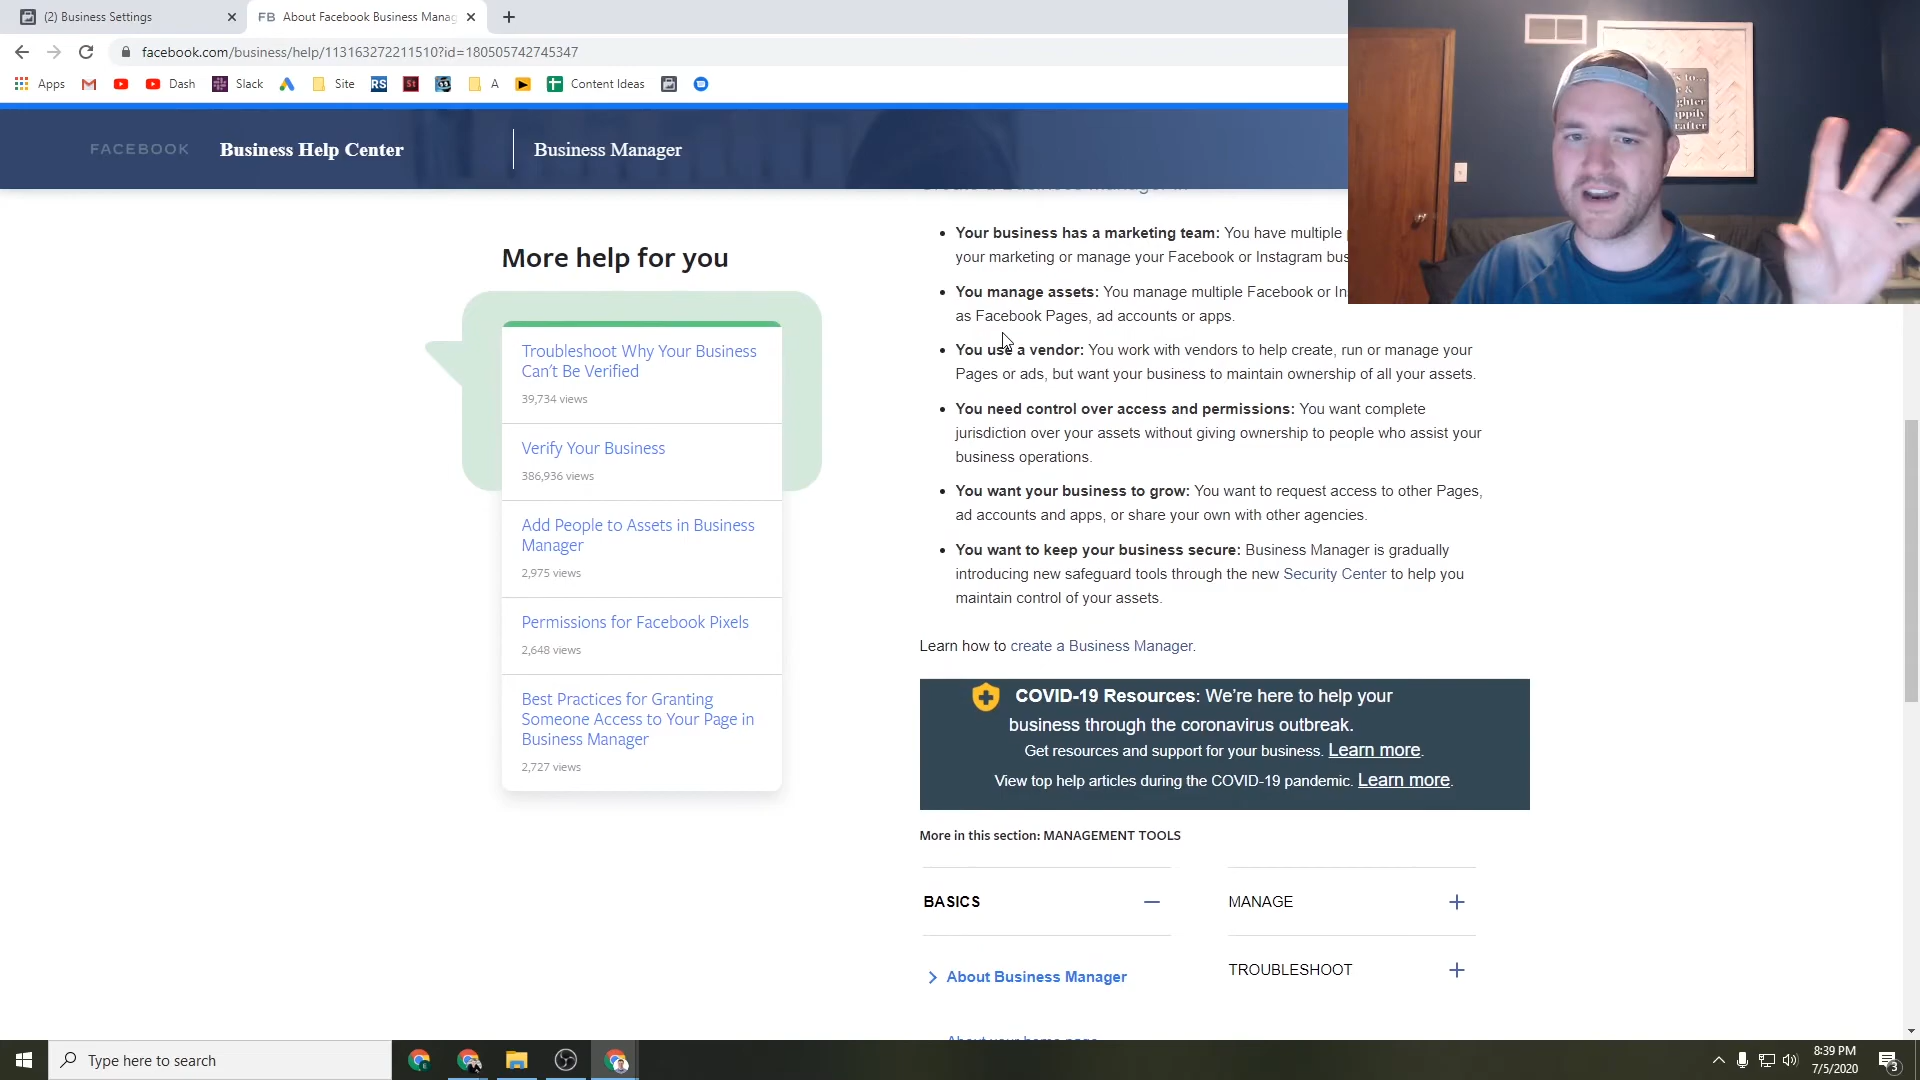 (2) Business Settings
FB About Facebook Business Manag
facebook.com/business/help/113163272211510?id=180505742745347
Apps
Dash
Slack
Site
RS
St
A
Content Ideas
FACEBOOK
Business Help Center
Business Manager
More help for you
Troubleshoot Why Your Business
Can't Be Verified
39,734 views
Verify Your Business
386,936 views
Add People to Assets in Business
Manager
2,975 views
Permissions for Facebook Pixels
2,648 views
Best Practices for Granting
Someone Access to Your Page in
Business Manager
2,727 views
Your business has a marketing team: You have multiple
your marketing or manage your Facebook or Instagram bus
You manage assets: You manage multiple Facebook or In
as Facebook Pages, ad accounts or apps.
You use a vendor: You work with vendors to help create, run or manage your
Pages or ads, but want your business to maintain ownership of all your assets.
You need control over access and permissions: You want complete
jurisdiction over your assets without giving ownership to people who assist your
business operations.
You want your business to grow: You want to request access to other Pages,
ad accounts and apps, or share your own with other agencies.
You want to keep your business secure: Business Manager is gradually
introducing new safeguard tools through the new Security Center to help you
maintain control of your assets.
Learn how to create a Business Manager.
COVID-19 Resources: We're here to help your
business through the coronavirus outbreak.
Get resources and support for your business. Learn more.
View top help articles during the COVID-19 pandemic. Learn more.
More in this section: MANAGEMENT TOOLS
BASICS
MANAGE
About Business Manager
TROUBLESHOOT
Type here to search
8:39 PM
7/5/2020
3